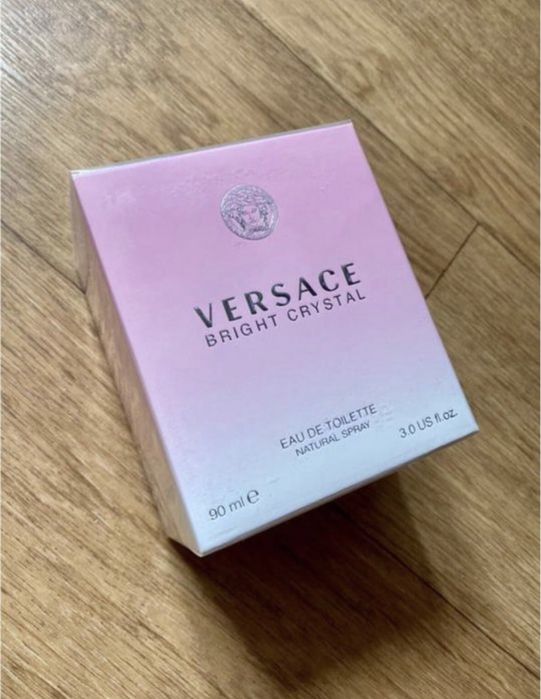 VERSACE
BRIGHT CRYSTAL
EAU DE TOILETTE
NATURAL SPRAY
90 ml ℮
3.0 US fl.oz.